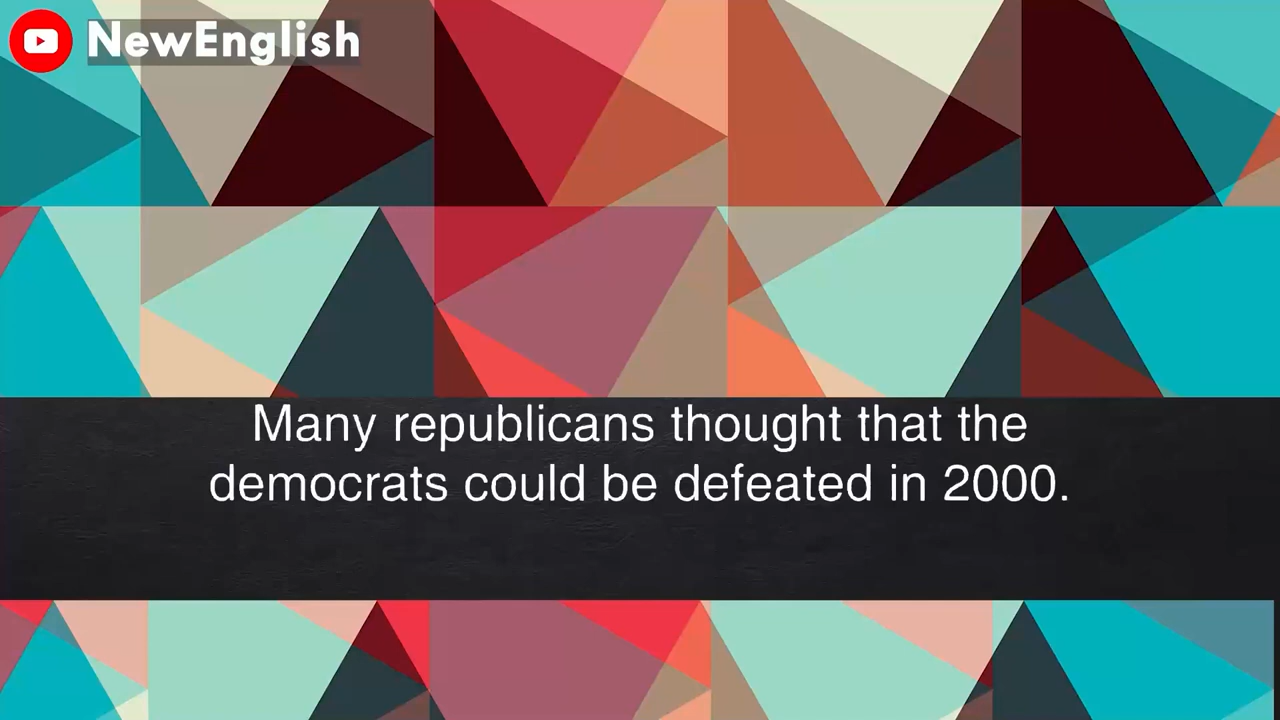 NewEnglish
Many republicans thought that the
democrats could be defeated in 2000.